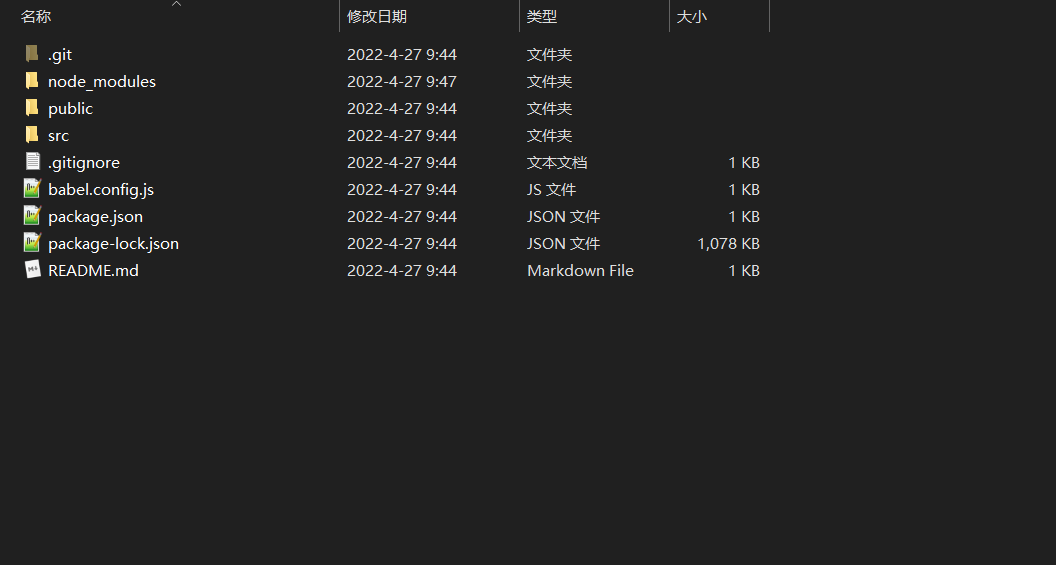 名称 修改日期 类型 大小
.git 2022-4-27 9:44 文件夹
node_modules 2022-4-27 9:47 文件夹
public 2022-4-27 9:44 文件夹
src 2022-4-27 9:44 文件夹
.gitignore 2022-4-27 9:44 文本文档 1 KB
babel.config.js 2022-4-27 9:44 JS 文件 1 KB
package.json 2022-4-27 9:44 JSON 文件 1 KB
package-lock.json 2022-4-27 9:44 JSON 文件 1,078 KB
README.md 2022-4-27 9:44 Markdown File 1 KB